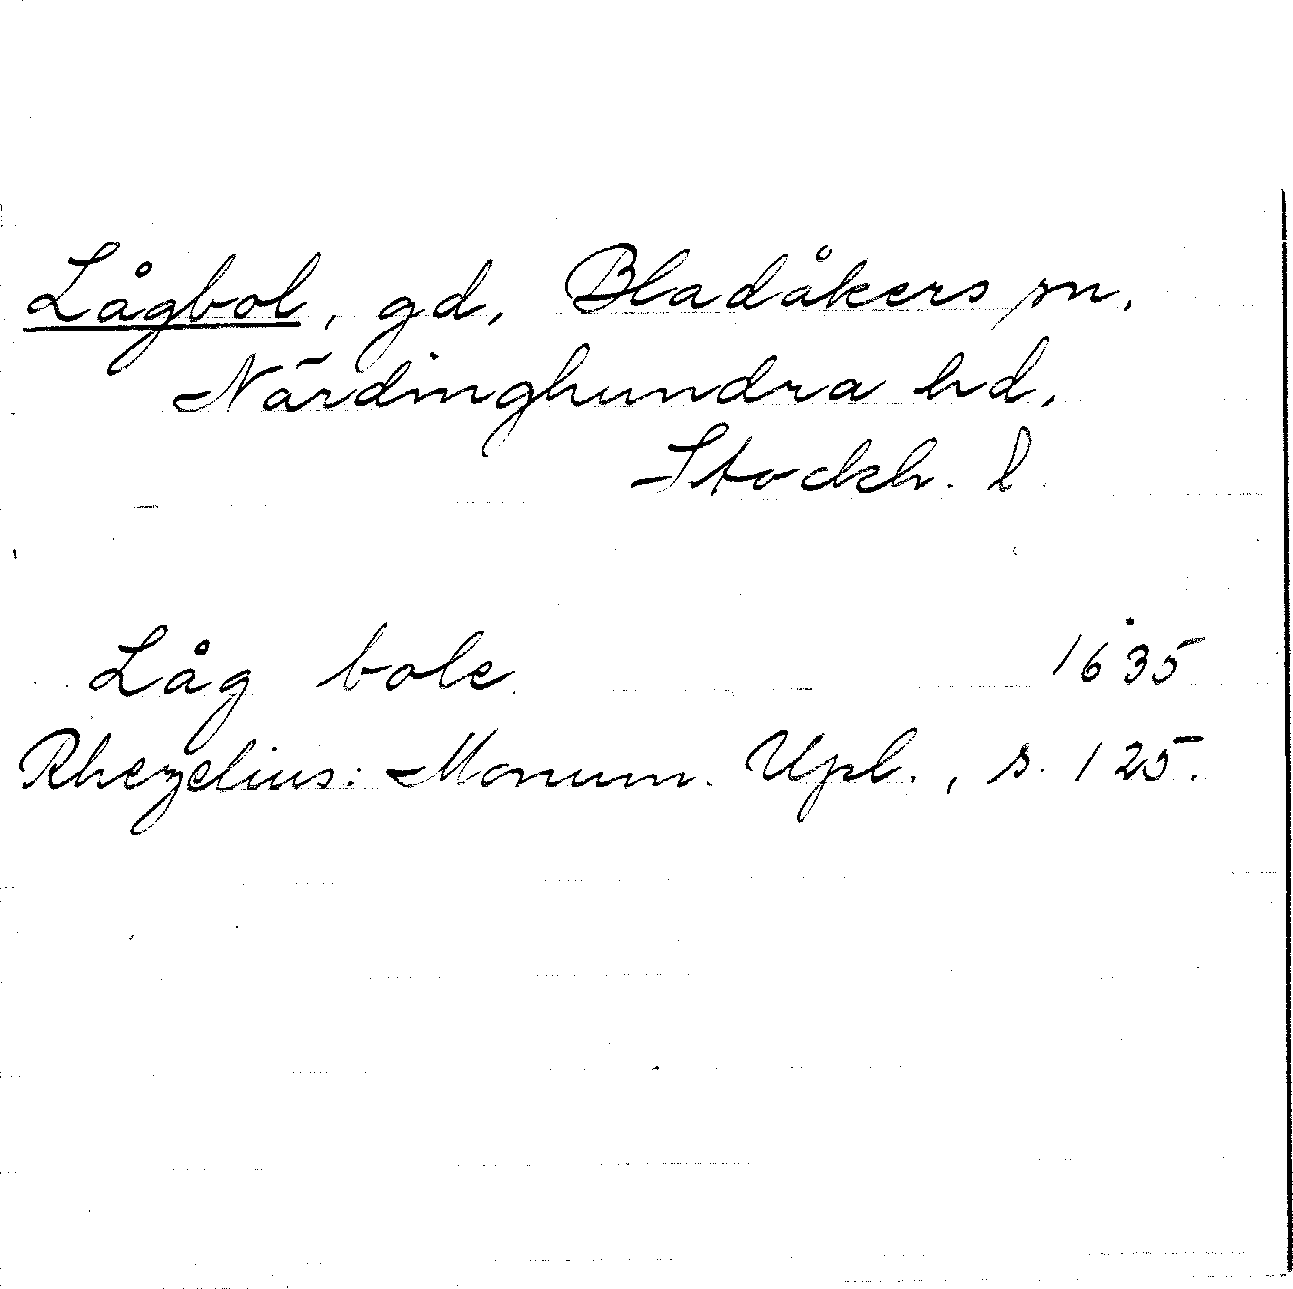 Lågbol, gd, Bladåkers sn,
Närdinghundra hd,
Stockh. l.
Låg bole 1635
Rhezelius: Monum. Upl., s. 125.